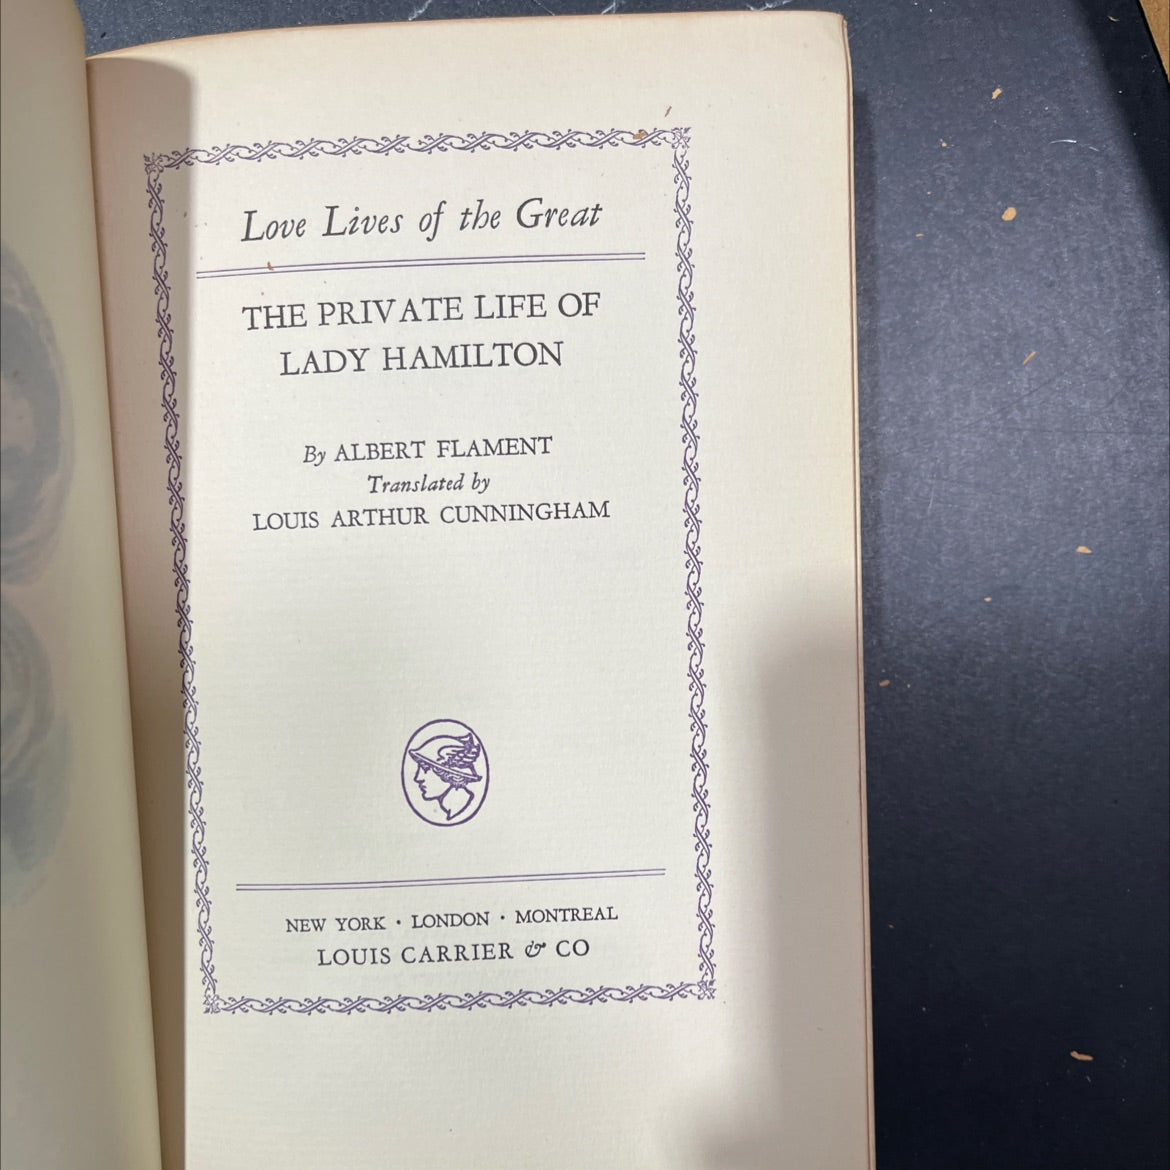 Love Lives of the Great
THE PRIVATE LIFE OF
LADY HAMILTON
By ALBERT FLAMENT
Translated by
LOUIS ARTHUR CUNNINGHAM
NEW YORK · LONDON · MONTREAL
LOUIS CARRIER & CO